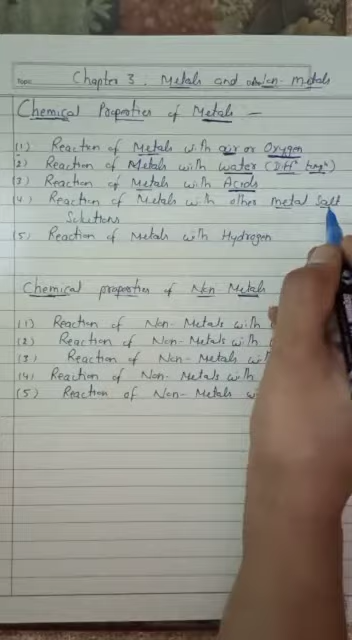 Topic Chapter 3. Metals and Non-metals
Chemical Properties of Metals —
(1) Reaction of Metals with air or Oxygen
(2) Reaction of Metals with water (Diff temp)
(3) Reaction of Metals with Acids
(4) Reaction of Metals with other metal Salt
Solutions
(5) Reaction of Metals with Hydrogen
Chemical properties of Non-Metals
(1) Reaction of Non-Metals with
(2) Reaction of Non-Metals with
(3) Reaction of Non-Metals with
(4) Reaction of Non-Metals with
(5) Reaction of Non-Metals